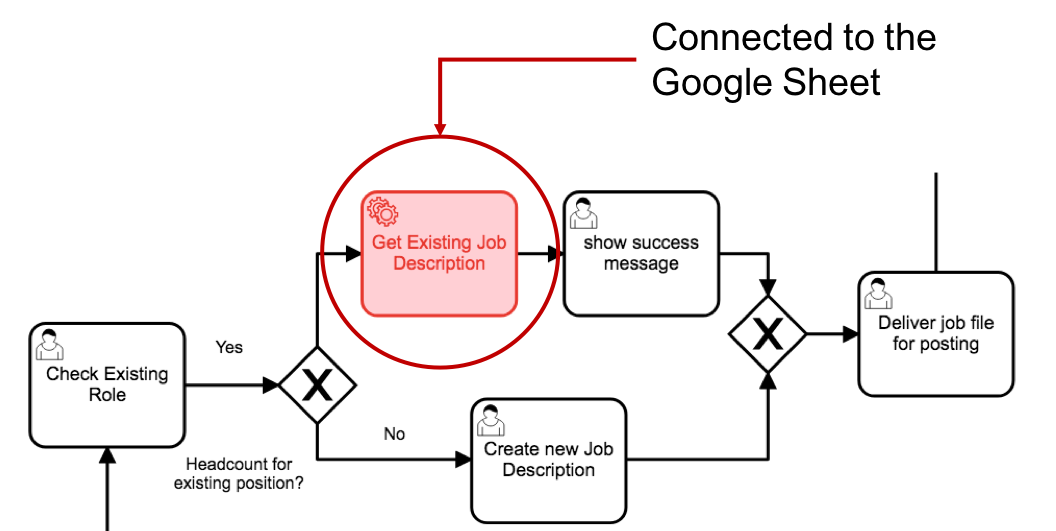 Connected to the
Google Sheet
Get Existing Job
Description
show success
message
Deliver job file
for posting
Yes
Check Existing
Role
X
X
No
Create new Job
Description
Headcount for
existing position?